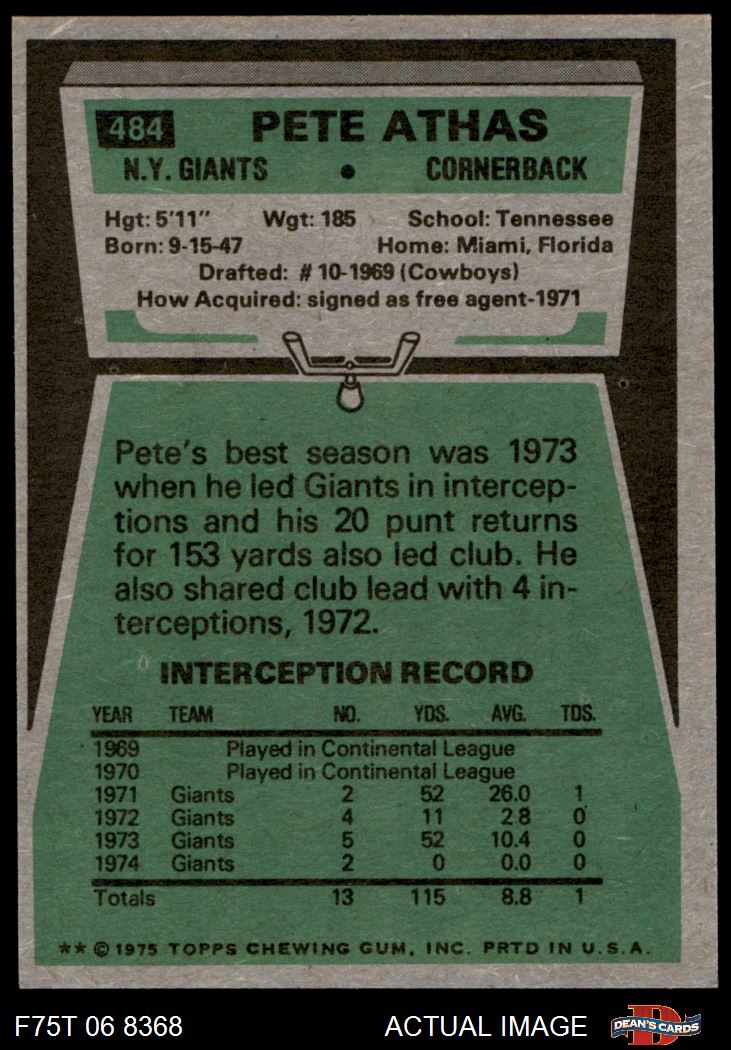 484 PETE ATHAS
N.Y. GIANTS • CORNERBACK
Hgt: 5'11" Wgt: 185 School: Tennessee
Born: 9-15-47 Home: Miami, Florida
Drafted: # 10-1969 (Cowboys)
How Acquired: signed as free agent-1971
Pete's best season was 1973
when he led Giants in intercep-
tions and his 20 punt returns
for 153 yards also led club. He
also shared club lead with 4 in-
terceptions, 1972.
INTERCEPTION RECORD
YEAR TEAM NO. YDS. AVG. TDS.
1969 Played in Continental League
1970 Played in Continental League
1971 Giants 2 52 26.0 1
1972 Giants 4 11 2 8 0
1973 Giants 5 52 10.4 0
1974 Giants 2 0 0.0 0
Totals 13 115 8.8 1
** © 1975 TOPPS CHEWING GUM, INC. PRTD IN U.S.A.
F75T 06 8368 ACTUAL IMAGE D DEAN'S CARDS